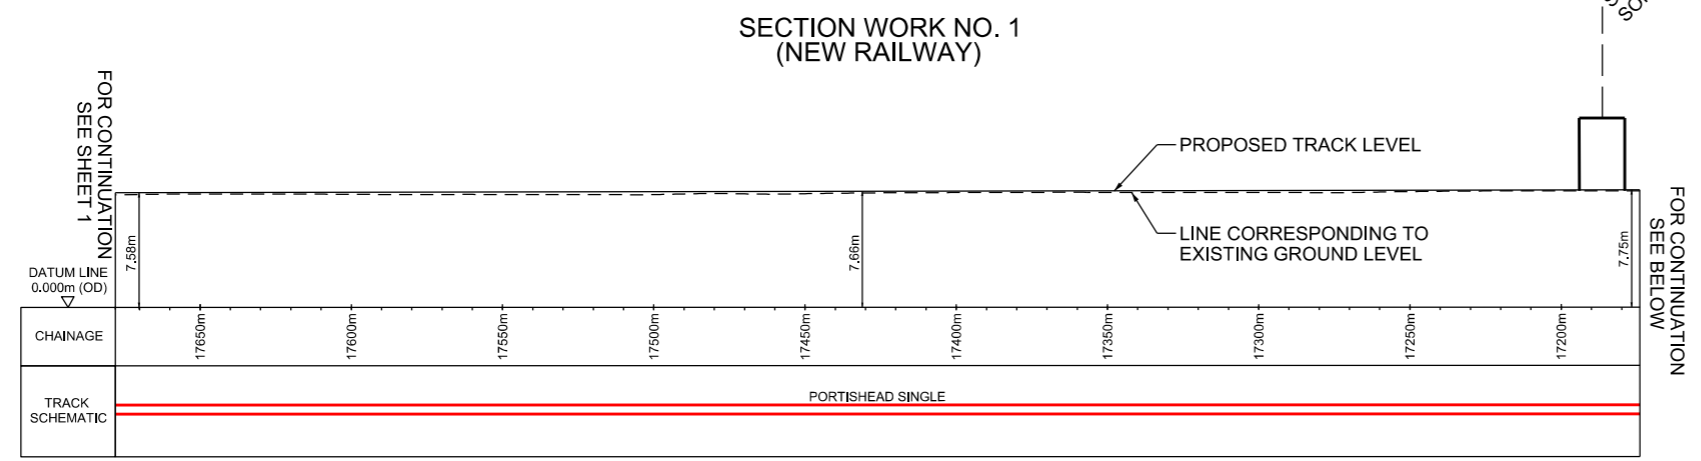 SECTION WORK NO. 1
(NEW RAILWAY)
FOR CONTINUATION
SEE SHEET 1
PROPOSED TRACK LEVEL
LINE CORRESPONDING TO
EXISTING GROUND LEVEL
7.58m
7.66m
7.75m
FOR CONTINUATION
SEE BELOW
DATUM LINE
0.000m (OD)
CHAINAGE
17650m
17600m
17550m
17500m
17450m
17400m
17350m
17300m
17250m
17200m
TRACK
SCHEMATIC
PORTISHEAD SINGLE